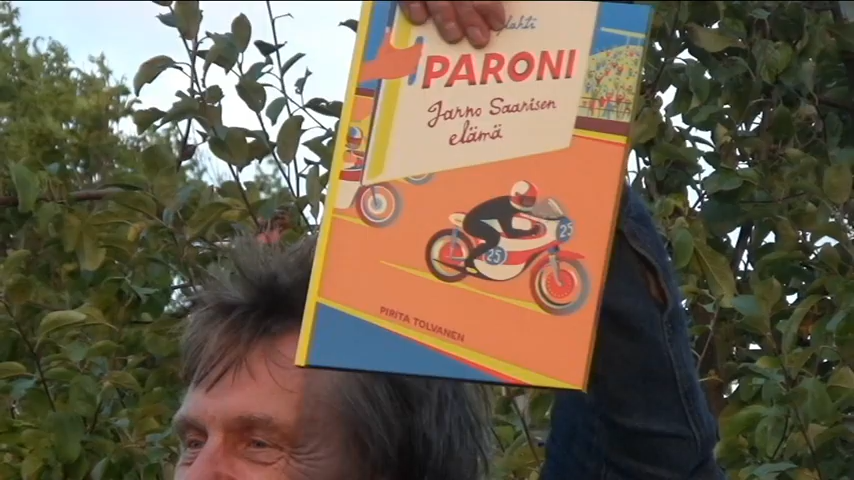 PARONI
Jarno Saarisen
elämä
25
25
PIRITA TOLVANEN